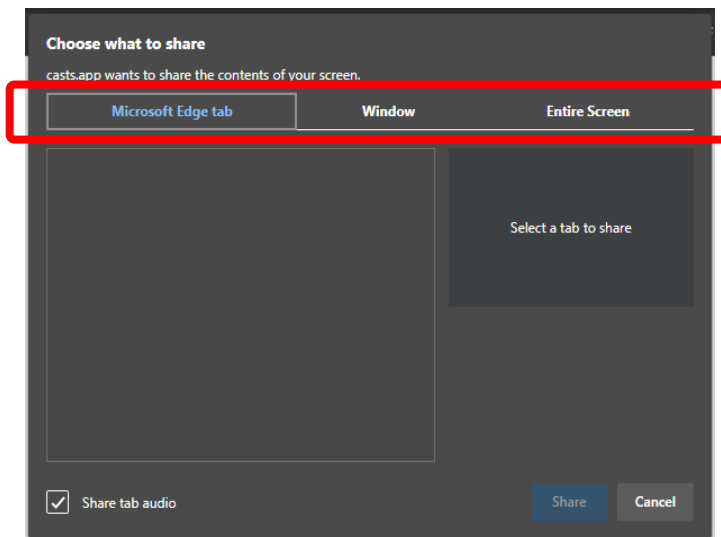 Choose what to share
casts.app wants to share the contents of your screen.
Microsoft Edge tab Window Entire Screen
Select a tab to share
Share tab audio Share Cancel